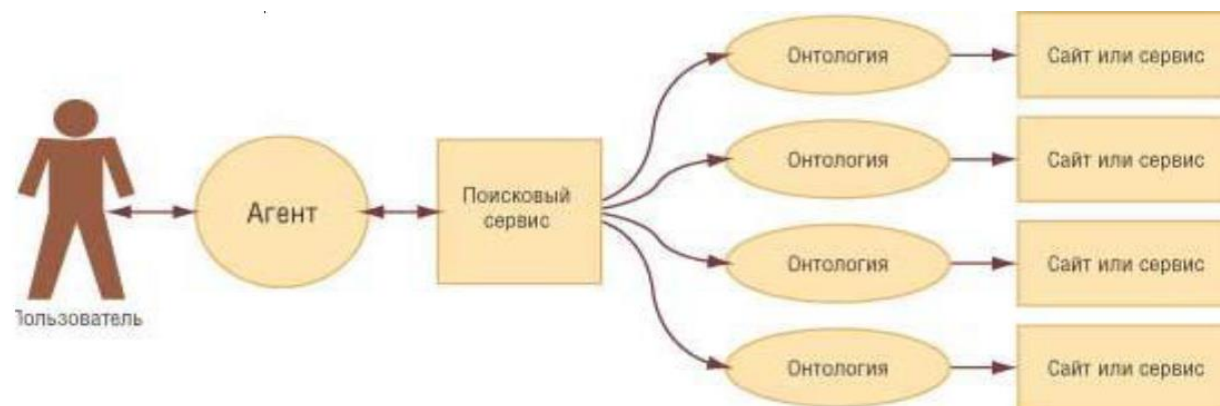 Онтология
Сайт или сервис
Онтология
Сайт или сервис
Агент
Поисковый
сервис
Онтология
Сайт или сервис
Пользователь
Онтология
Сайт или сервис